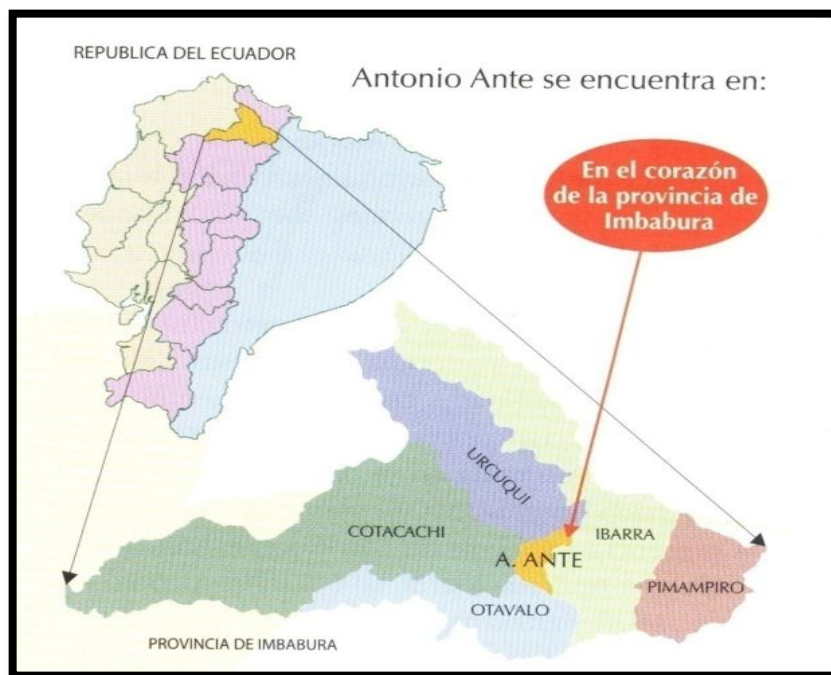 REPUBLICA DEL ECUADOR
Antonio Ante se encuentra en:
En el corazón
de la provincia de
Imbabura
URCUQUI
COTACACHI
IBARRA
A. ANTE
PIMAMPIRO
OTAVALO
PROVINCIA DE IMBABURA